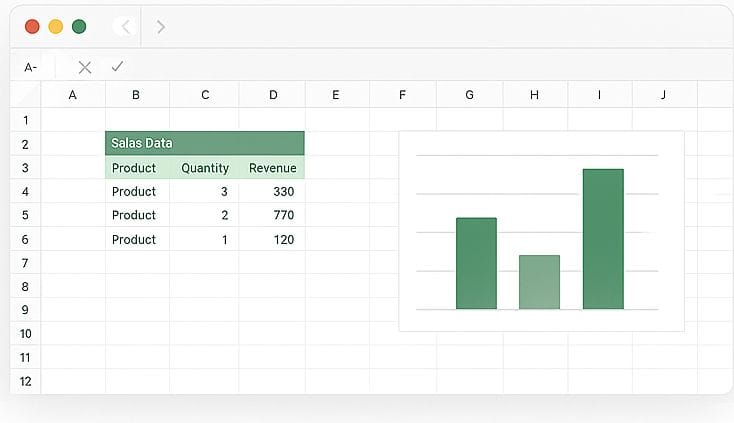 A-
A B C D E F G H I J
1
2 Salas Data
3 Product Quantity Revenue
4 Product 3 330
5 Product 2 770
6 Product 1 120
7
8
9
10
11
12